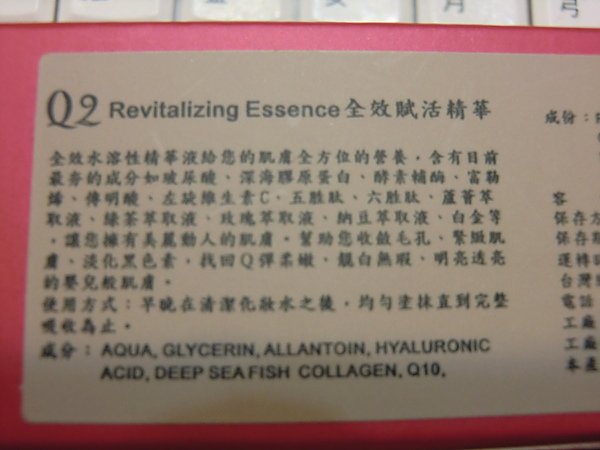 月
弓
Q2 Revitalizing Essence全效賦活精華
全效水溶性精華液給您的肌膚全方位的營養，含有目前
最夯的成分如玻尿酸、深海膠原蛋白、酵素輔酶、富勒
烯、傳明酸、左旋維生素C、五胜肽、六胜肽、蘆薈萃
取液、綠茶萃取液、玫瑰萃取液、納豆萃取液、白金等
，讓您擁有美麗動人的肌膚。幫助您收斂毛孔、緊緻肌
膚、淡化黑色素，找回Q彈柔嫩、靚白無瑕、明亮透亮
的嬰兒般肌膚。
使用方式：早晚在清潔化妝水之後，均勻塗抹直到完整
吸收為止。
成分：AQUA, GLYCERIN, ALLANTOIN, HYALURONIC
ACID, DEEP SEA FISH COLLAGEN, Q10,
成份：
容
保存方
保存期
運轉時
台灣
電話
工廠
工廠
本產